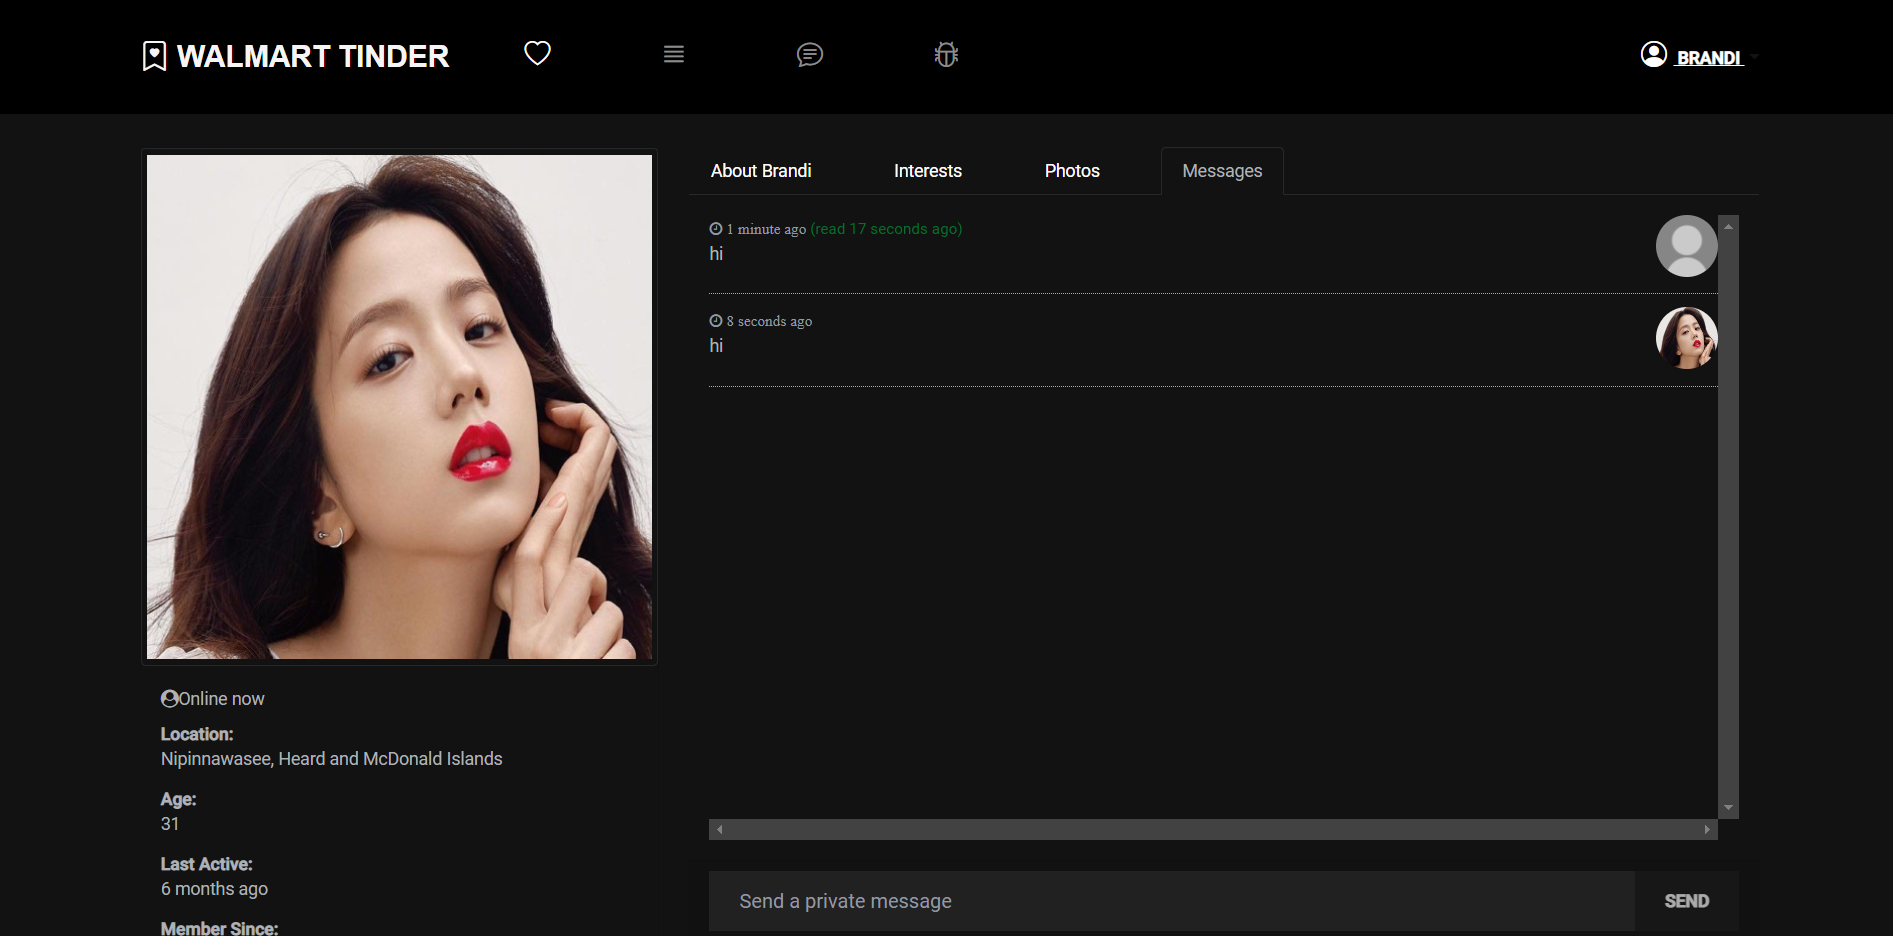 WALMART TINDER
BRANDI
About Brandi
Interests
Photos
Messages
1 minute ago (read 17 seconds ago)
hi
8 seconds ago
hi
Online now
Location:
Nipinnawasee, Heard and McDonald Islands
Age:
31
Last Active:
6 months ago
Member Since:
Send a private message
SEND